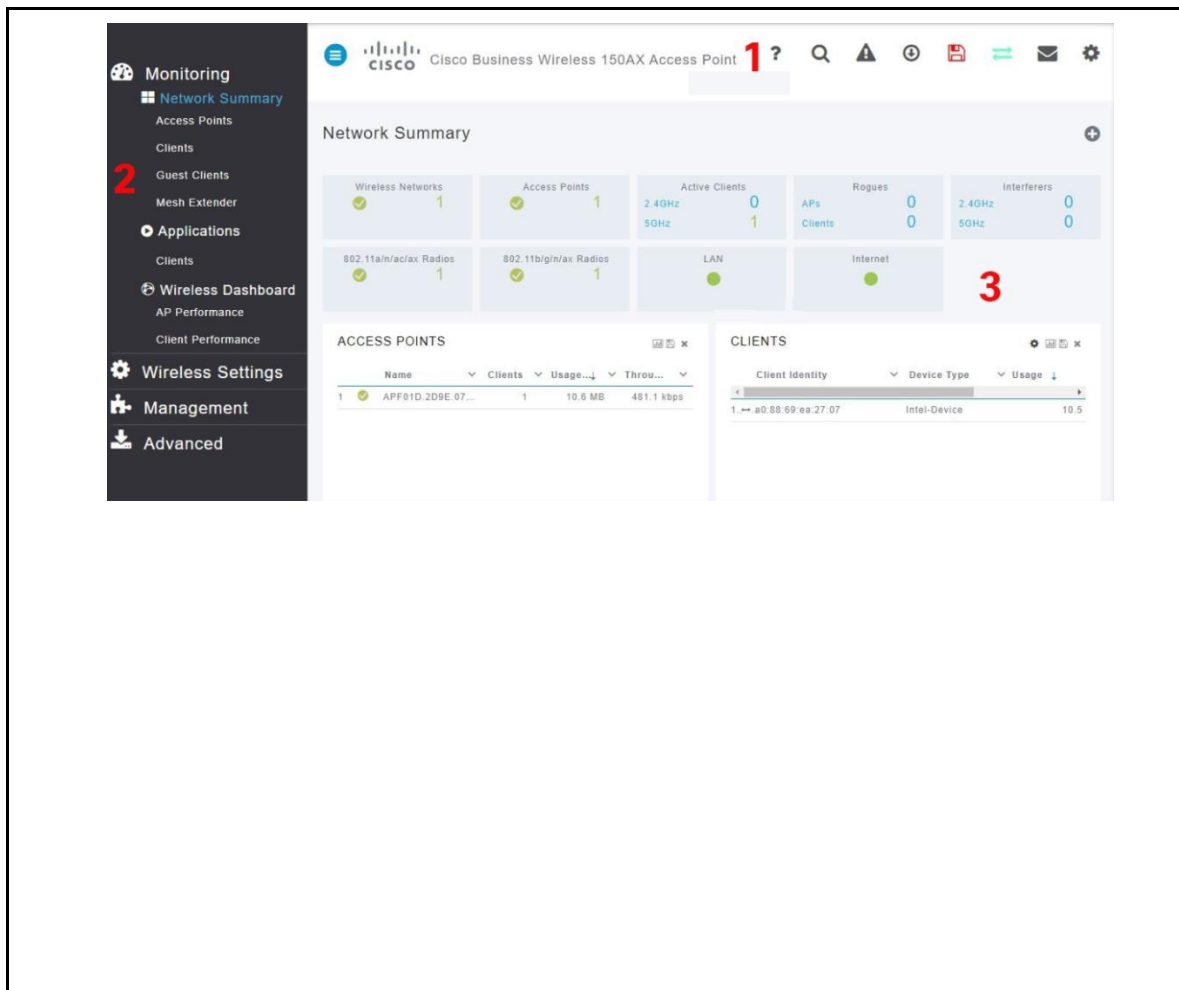 Monitoring
Network Summary
Access Points
Clients
Guest Clients
2
Mesh Extender
Applications
Clients
Wireless Dashboard
AP Performance
Client Performance
Wireless Settings
Management
Advanced
CISCO Cisco Business Wireless 150AX Access Point 1 ?
Network Summary
Wireless Networks
1
Access Points
1
Active Clients
2.4GHz 0
5GHz 1
Rogues
APs 0
Clients 0
Interferers
2.4GHz 0
5GHz 0
802.11a/n/ac/ax Radios
1
802.11b/g/n/ax Radios
1
LAN
Internet
3
ACCESS POINTS
Name Clients Usage... Throu...
1 APF01D.2D9E.07... 1 10.6 MB 481.1 kbps
CLIENTS
Client Identity Device Type Usage
1. a0:88:69:ea:27:07 Intel-Device 10.5